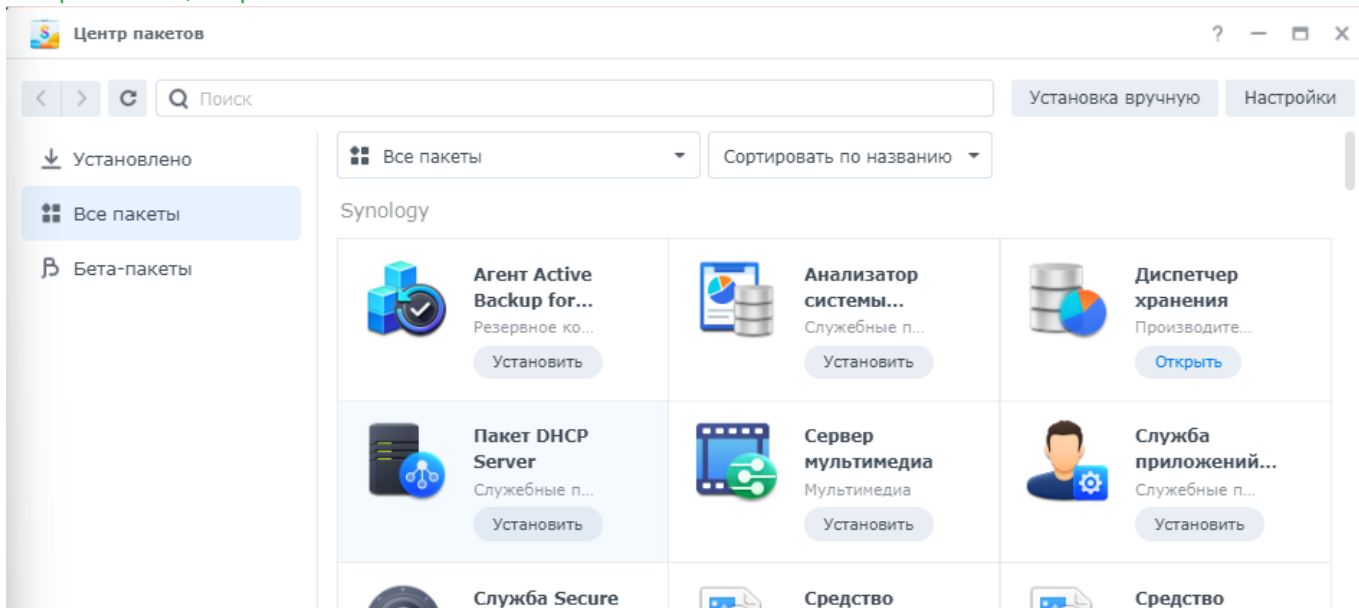 Центр пакетов
Поиск
Установка вручную
Настройки
Установлено
Все пакеты
Бета-пакеты
Все пакеты
Сортировать по названию
Synology
Агент Active
Backup for...
Резервное ко...
Установить
Анализатор
системы...
Служебные п...
Установить
Диспетчер
хранения
Производите...
Открыть
Пакет DHCP
Server
Служебные п...
Установить
Сервер
мультимедиа
Мультимедиа
Установить
Служба
приложений...
Служебные п...
Установить
Служба Secure
Средство
Средство